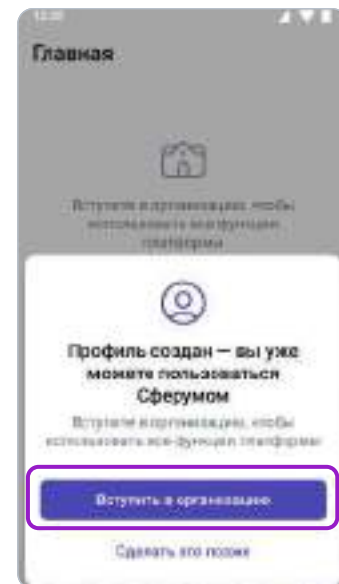 Главная
Вступите в организацию, чтобы
использовать все функции
платформы
Профиль создан — вы уже
можете пользоваться
Сферумом
Вступите в организацию, чтобы
использовать все функции платформы
Вступить в организацию
Сделать это позже